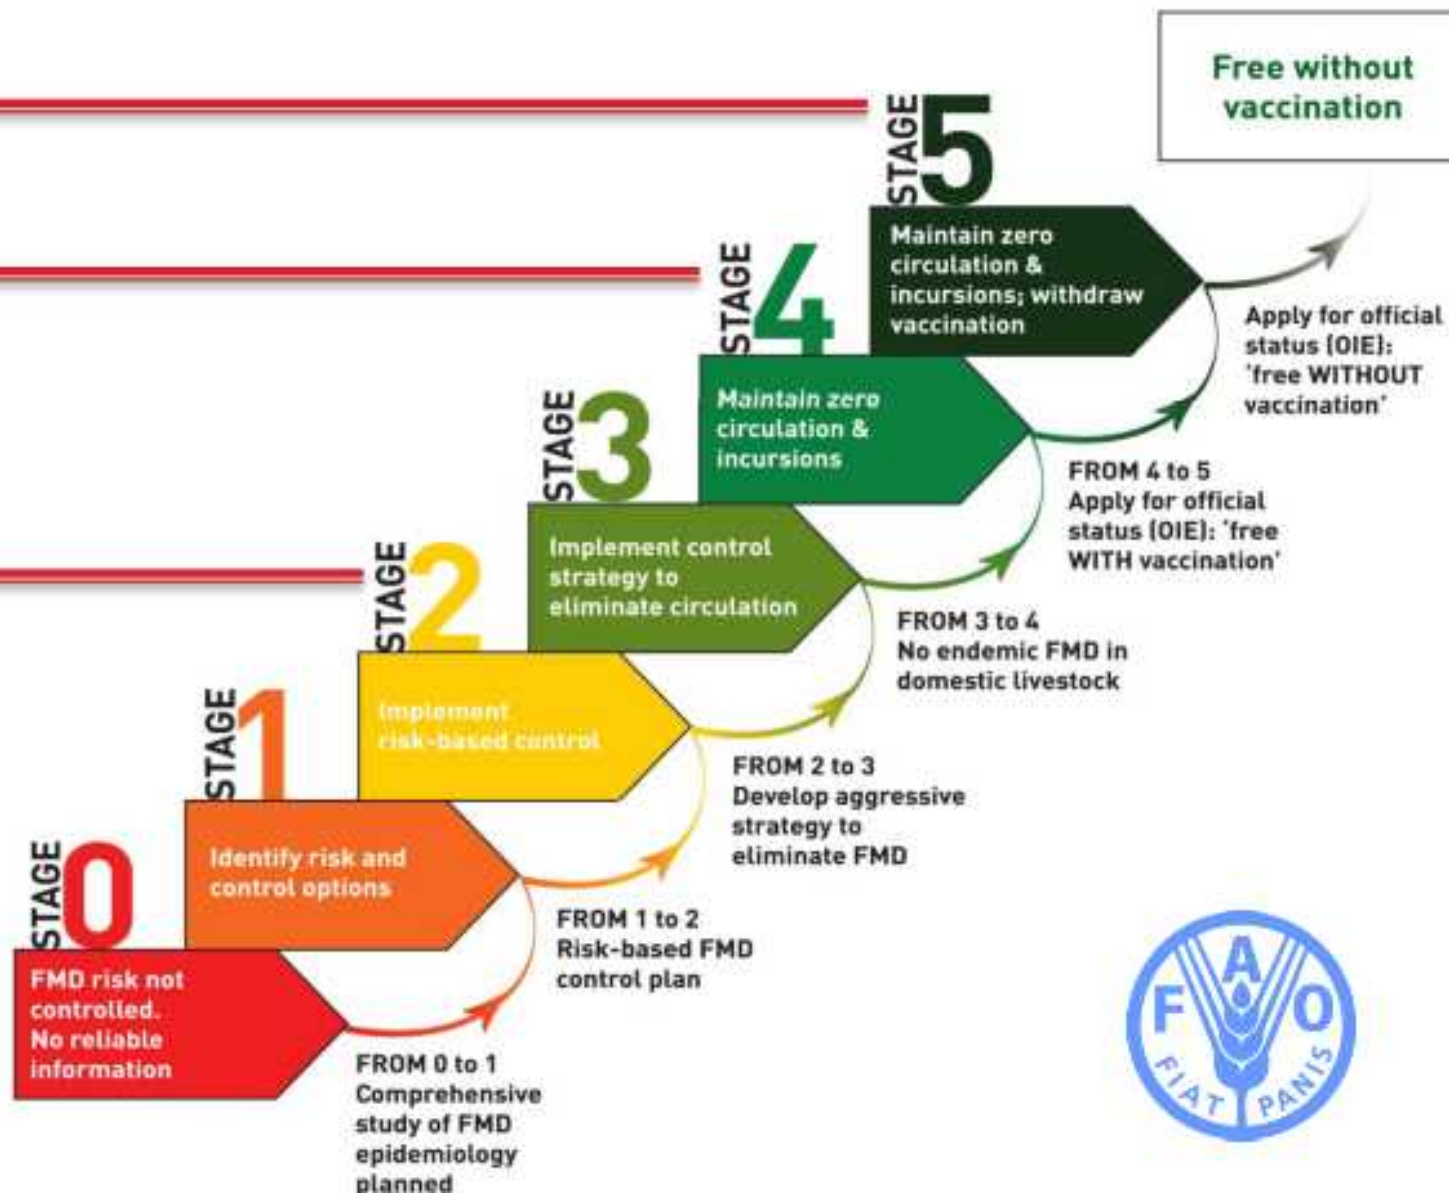 Free without
vaccination
STAGE 5
Maintain zero
circulation &
incursions; withdraw
vaccination
Apply for official
status (OIE):
'free WITHOUT
vaccination'
STAGE 4
Maintain zero
circulation &
incursions
FROM 4 to 5
Apply for official
status (OIE): 'free
WITH vaccination'
STAGE 3
Implement control
strategy to
eliminate circulation
FROM 3 to 4
No endemic FMD in
domestic livestock
STAGE 2
Implement
risk-based control
FROM 2 to 3
Develop aggressive
strategy to
eliminate FMD
STAGE 1
Identify risk and
control options
FROM 1 to 2
Risk-based FMD
control plan
STAGE 0
FMD risk not
controlled.
No reliable
information
FROM 0 to 1
Comprehensive
study of FMD
epidemiology
planned
FAO
FIAT PANIS